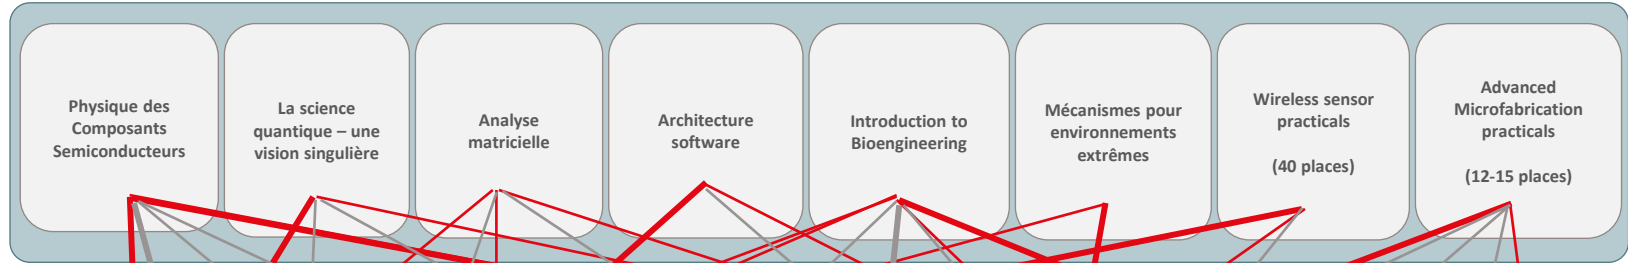 Physique des
Composants
Semiconducteurs
La science
quantique – une
vision singulière
Analyse
matricielle
Architecture
software
Introduction to
Bioengineering
Mécanismes pour
environnements
extrêmes
Wireless sensor
practicals
(40 places)
Advanced
Microfabrication
practicals
(12-15 places)